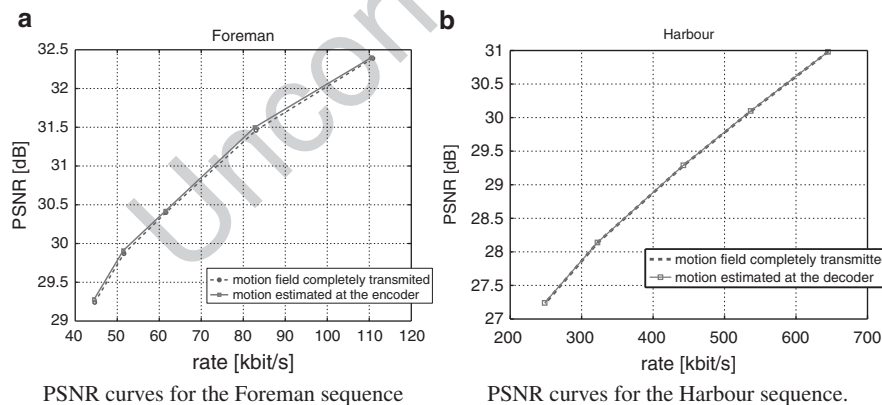 a
Foreman
32.5
32
31.5
31
30.5
30
29.5
29
PSNR [dB]
40 50 60 70 80 90 100 110 120
rate [kbit/s]
motion field completely transmited
motion estimated at the encoder
PSNR curves for the Foreman sequence
b
Harbour
31
30.5
30
29.5
29
28.5
28
27.5
27
PSNR [dB]
200 300 400 500 600 700
rate [kbit/s]
motion field completely transmitted
motion estimated at the decoder
PSNR curves for the Harbour sequence.
Uncor